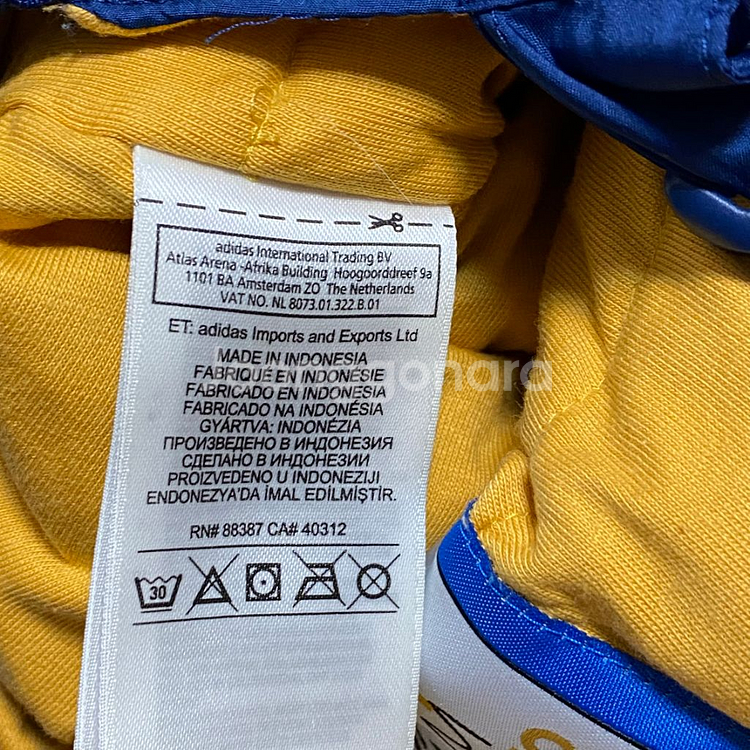 adidas International Trading BV
Atlas Arena -Afrika Building Hoogoorddreef 9a
1101 BA Amsterdam ZO The Netherlands
VAT NO. NL 8073.01.322.B.01
ET: adidas Imports and Exports Ltd
MADE IN INDONESIA
FABRIQUÉ EN INDONÉSIE
FABRICADO EN INDONESIA
FABRICADO NA INDONÉSIA
GYÁRTVA: INDONÉZIA
ПРОИЗВЕДЕНО В ИНДОНЕЗИЯ
СДЕЛАНО В ИНДОНЕЗИИ
PROIZVEDENO U INDONEZIJI
ENDONEZYA'DA İMAL EDİLMİŞTİR.
RN# 88387 CA# 40312
30